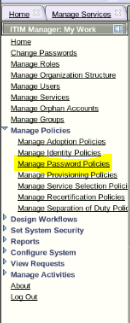 Home
Manage Services
ITIM Manager: My Work
Home
Change Passwords
Manage Roles
Manage Organization Structure
Manage Users
Manage Services
Manage Orphan Accounts
Manage Groups
Manage Policies
Manage Adoption Policies
Manage Identity Policies
Manage Password Policies
Manage Provisioning Policies
Manage Service Selection Polici
Manage Recertification Policies
Manage Separation of Duty Polic
Design Workflows
Set System Security
Reports
Configure System
View Requests
Manage Activities
About
Log Out